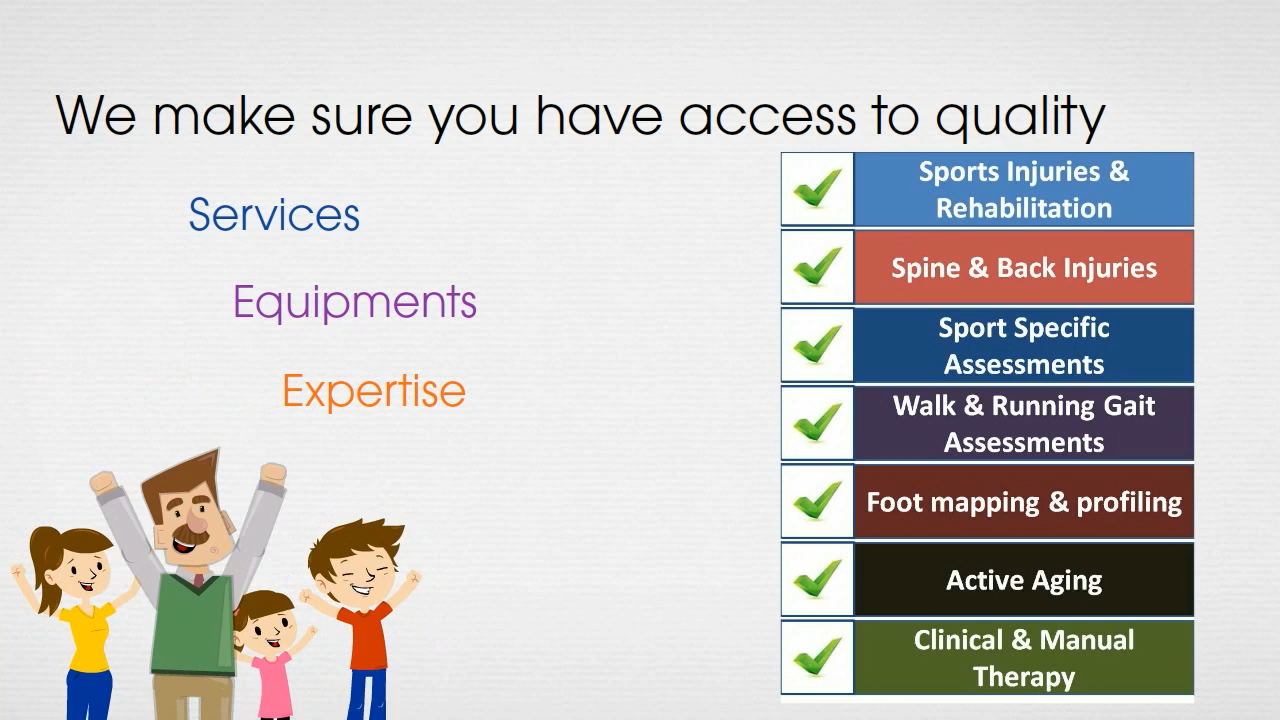 We make sure you have access to quality
Services
Equipments
Expertise
Sports Injuries &
Rehabilitation
Spine & Back Injuries
Sport Specific
Assessments
Walk & Running Gait
Assessments
Foot mapping & profiling
Active Aging
Clinical & Manual
Therapy